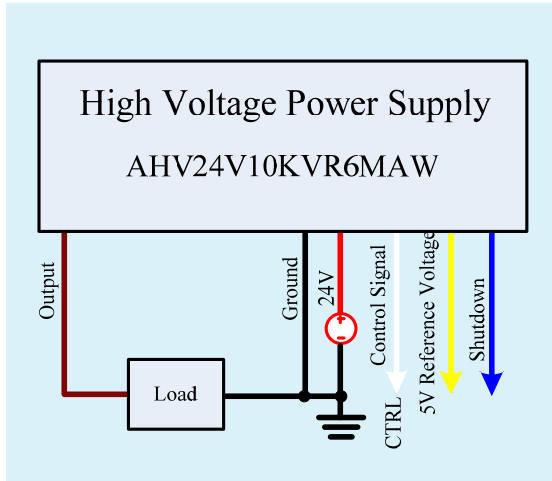 High Voltage Power Supply
AHV24V10KVR6MAW
Output
Ground
24V
Control Signal
5V Reference Voltage
Shutdown
Load
CTRL